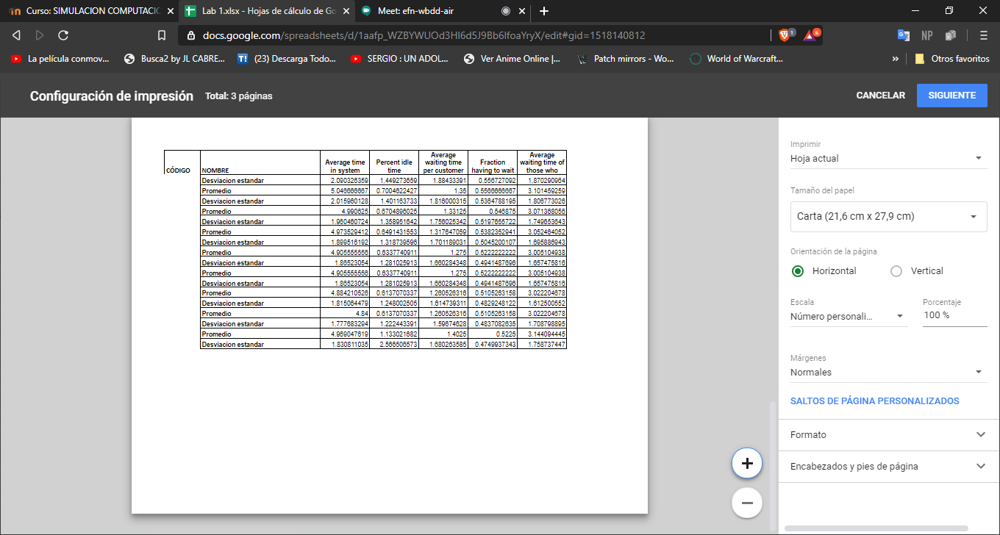 Curso: SIMULACION COMPUTACIO
Lab 1.xlsx - Hojas de cálculo de Go
Meet: efn-wbdd-air
docs.google.com/spreadsheets/d/1aafp_WZBYWUOd3Hl6d5J9Bb6lfoaYryX/edit#gid=1518140812
1
6
NP
La película conmov...
Busca2 by JL CABRE...
T!
(23) Descarga Todo...
SERGIO : UN ADOL...
Ver Anime Online |...
Patch mirrors - Wo...
World of Warcraft...
»
Otros favoritos
Configuración de impresión
Total: 3 páginas
CANCELAR
SIGUIENTE
CÓDIGO NOMBRE Average time in system Percent idle time Average waiting time per customer Fraction having to wait Average waiting time of those who
Desviacion estandar 2.090326359 1.449273659 1.88433391 0.556727092 1.870290964
Promedio 5.046666667 0.7004622427 1.35 0.5566666667 3.101459259
Desviacion estandar 2.015960128 1.401163733 1.816000315 0.5364788195 1.806773026
Promedio 4.990625 0.6704896025 1.33125 0.546875 3.071368056
Desviacion estandar 1.960460724 1.358951642 1.756025342 0.5197655722 1.749653643
Promedio 4.973529412 0.6491431553 1.317647059 0.5382352941 3.052464052
Desviacion estandar 1.899516192 1.318739596 1.701189031 0.5045200107 1.695886943
Promedio 4.905555556 0.6337740911 1.275 0.5222222222 3.005104938
Desviacion estandar 1.86523054 1.281025913 1.660284348 0.4941487696 1.657475816
Promedio 4.905555556 0.6337740911 1.275 0.5222222222 3.005104938
Desviacion estandar 1.86523054 1.281025913 1.660284348 0.4941487696 1.657475816
Promedio 4.884210526 0.6137070337 1.260526316 0.5105263158 3.022204678
Desviacion estandar 1.815064479 1.248002505 1.614739311 0.4829248122 1.612500552
Promedio 4.84 0.6137070337 1.260526316 0.5105263158 3.022204678
Desviacion estandar 1.777683294 1.222443391 1.59674628 0.4837082635 1.708798895
Promedio 4.969047619 1.133021682 1.4025 0.5225 3.144094445
Desviacion estandar 1.830811035 2.566506573 1.680263585 0.4749937343 1.758737447
Imprimir
Hoja actual
Tamaño del papel
Carta (21,6 cm x 27,9 cm)
Orientación de la página
Horizontal
Vertical
Escala
Número personali...
Porcentaje
100 %
Márgenes
Normales
SALTOS DE PÁGINA PERSONALIZADOS
Formato
Encabezados y pies de página